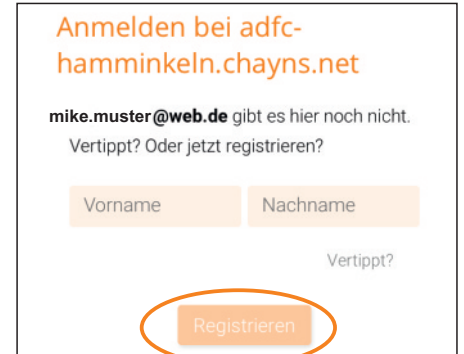 Anmelden bei adfc-
hamminkeln.chayns.net
mike.muster@web.de gibt es hier noch nicht.
Vertippt? Oder jetzt registrieren?
Vorname Nachname
Vertippt?
Registrieren